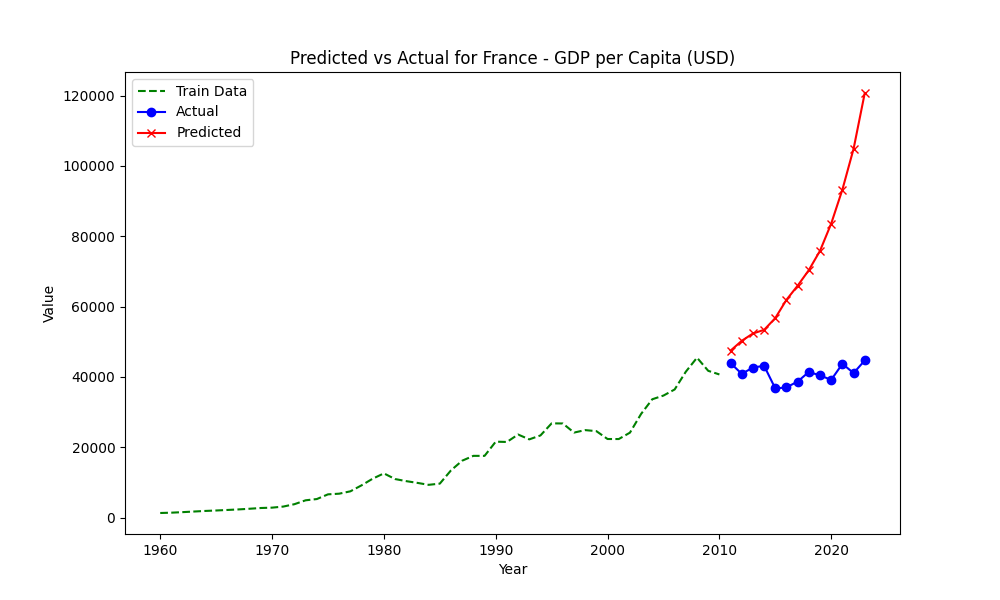 Predicted vs Actual for France - GDP per Capita (USD)
Train Data
Actual
Predicted
120000
100000
80000
60000
40000
20000
0
Value
1960
1970
1980
1990
2000
2010
2020
Year